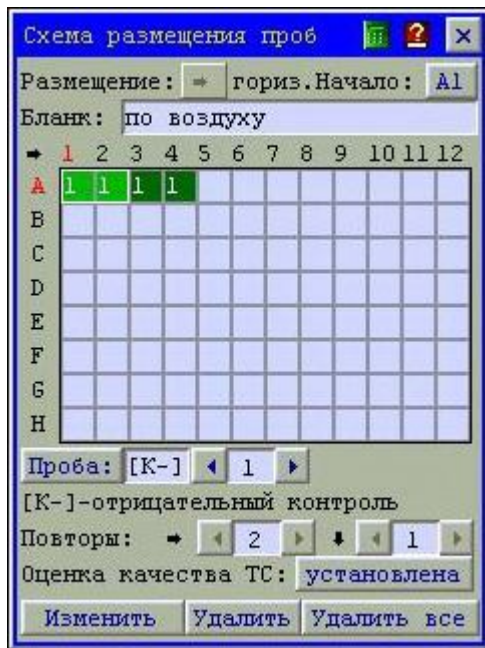 Схема размещения проб ? ×
Размещение: → гориз. Начало: A1
Бланк: по воздуху
→ 1 2 3 4 5 6 7 8 9 10 11 12
A 1 1 1 1
B
C
D
E
F
G
H
Проба: [К-] 1
[К-]-отрицательный контроль
Повторы: → 2 ↓ 1
Оценка качества ТС: установлена
Изменить Удалить Удалить все